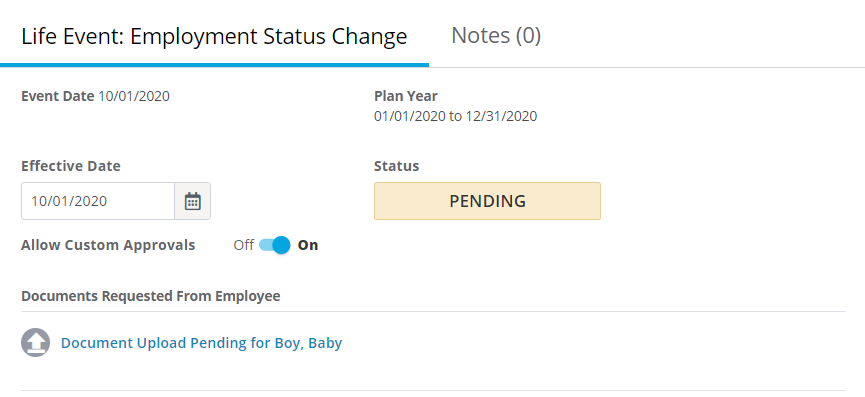 Life Event: Employment Status Change
Notes (0)
Event Date 10/01/2020
Plan Year
01/01/2020 to 12/31/2020
Effective Date
Status
10/01/2020
PENDING
Allow Custom Approvals Off On
Documents Requested From Employee
Document Upload Pending for Boy, Baby